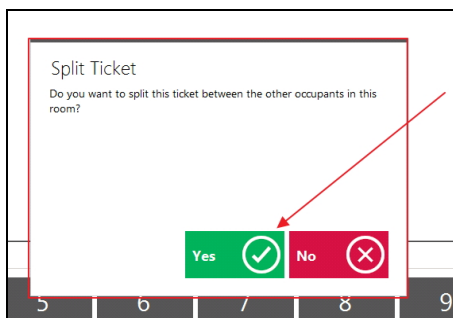 Split Ticket
Do you want to split this ticket between the other occupants in this
room?
Yes No
5 6 7 8 9